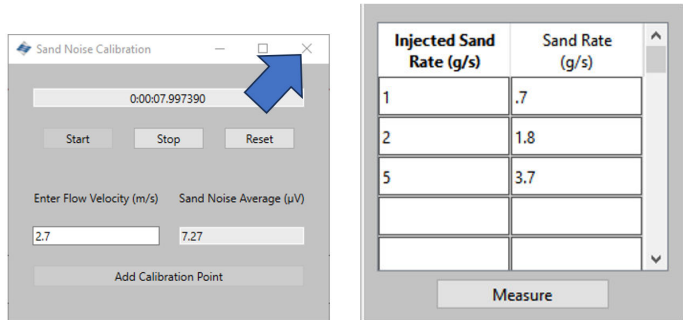 Sand Noise Calibration
0:00:07.997390
Start Stop Reset
Enter Flow Velocity (m/s) Sand Noise Average (µV)
2.7 7.27
Add Calibration Point
Injected Sand Sand Rate
Rate (g/s) (g/s)
1 .7
2 1.8
5 3.7
Measure